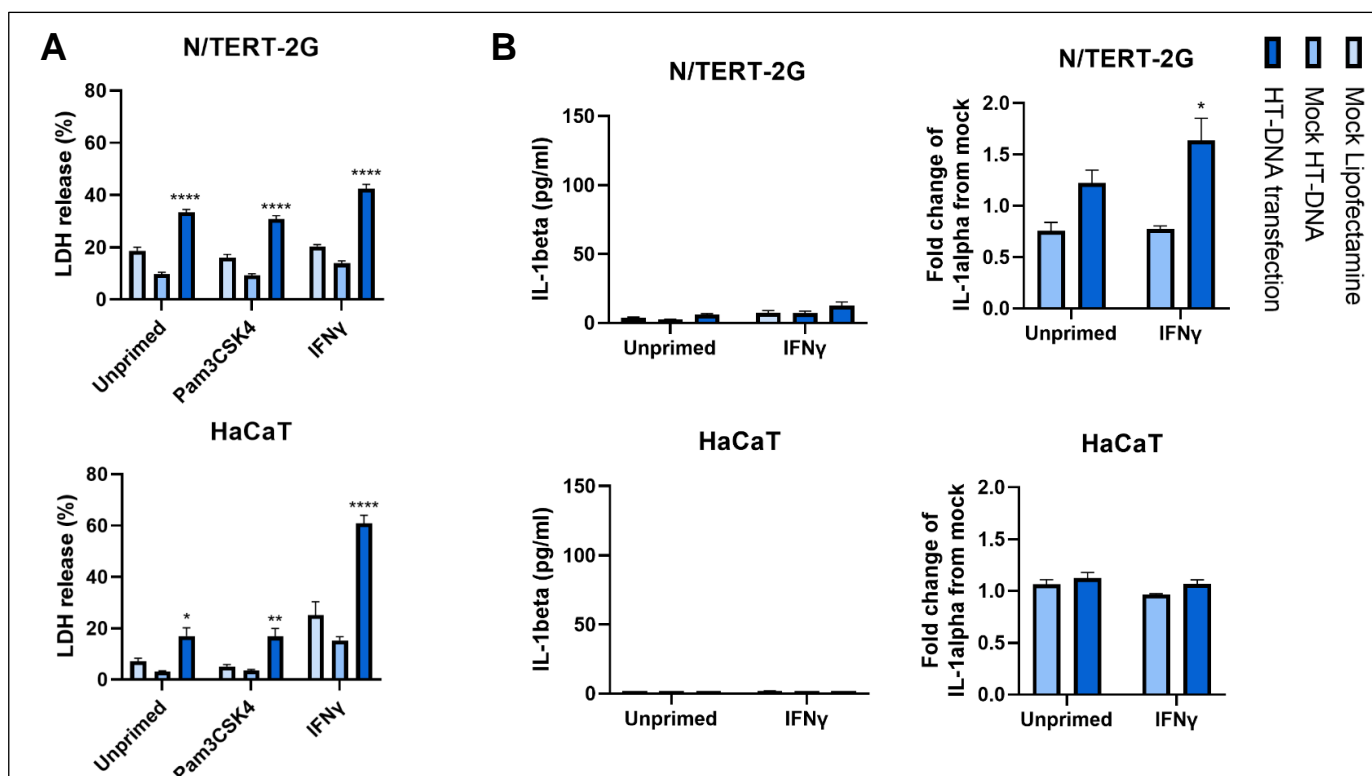 A
N/TERT-2G
LDH release (%)
80
60
40
20
0
****
****
****
Unprimed
Pam3CSK4
IFNγ
HaCaT
LDH release (%)
80
60
40
20
0
*
**
****
Unprimed
Pam3CSK4
IFNγ
B
N/TERT-2G
IL-1beta (pg/ml)
150
100
50
0
Unprimed
IFNγ
N/TERT-2G
Fold change of
IL-1alpha from mock
2.0
1.5
1.0
0.5
0.0
*
Unprimed
IFNγ
HaCaT
IL-1beta (pg/ml)
150
100
50
0
Unprimed
IFNγ
HaCaT
Fold change of
IL-1alpha from mock
2.0
1.5
1.0
0.5
0.0
Unprimed
IFNγ
Mock Lipofectamine
Mock HT-DNA
HT-DNA transfection